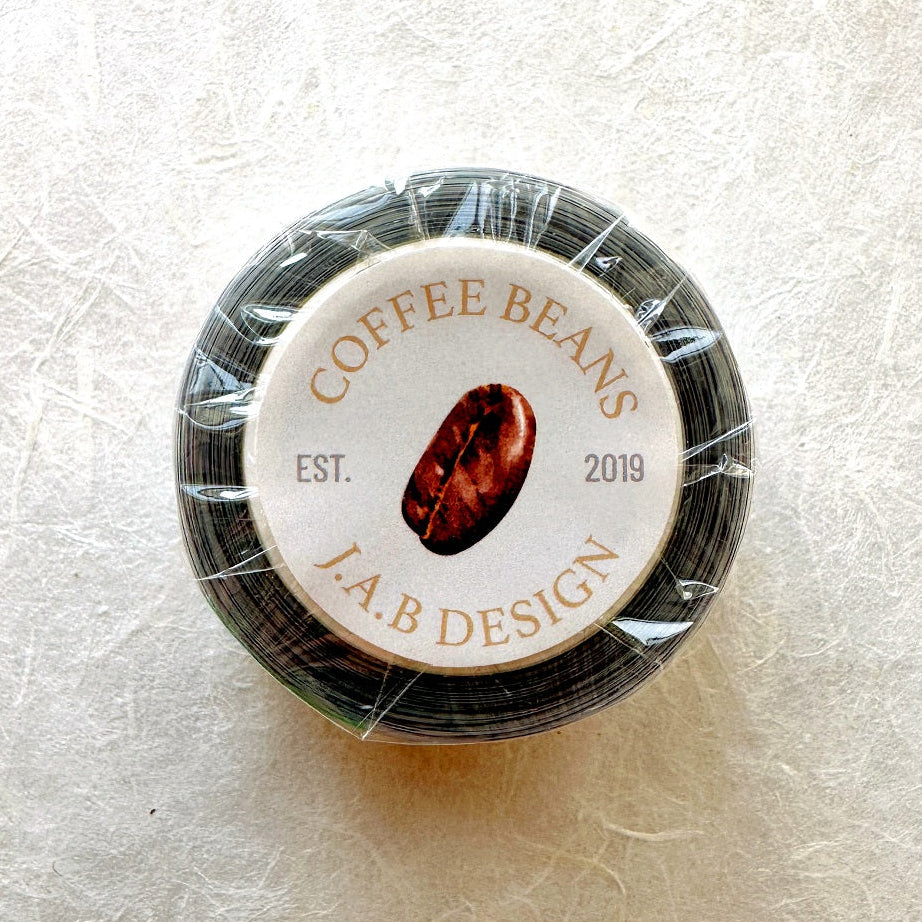 COFFEE BEANS
EST. 2019
J.A.B DESIGN